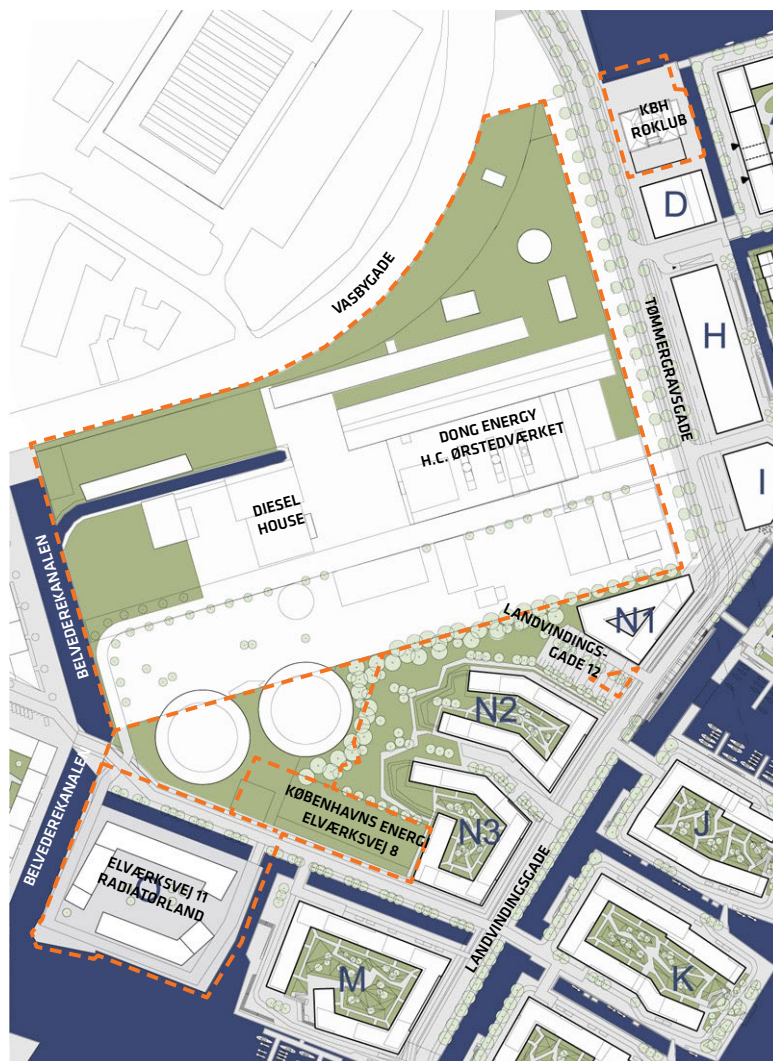 KBH
ROKLUB
D
VASBYGADE
TØMMERGRAVSGADE
H
DONG ENERGY
H.C. ØRSTEDVÆRKET
I
DIESEL
HOUSE
BELVEDEREKANALEN
N1
LANDVINDINGS-
GADE 12
N2
KØBENHAVNS ENERGI
ELVÆRKSVEJ 8
N3
J
ELVÆRKSVEJ 11
RADIATORLAND
O
LANDVINDINGSGADE
M
K